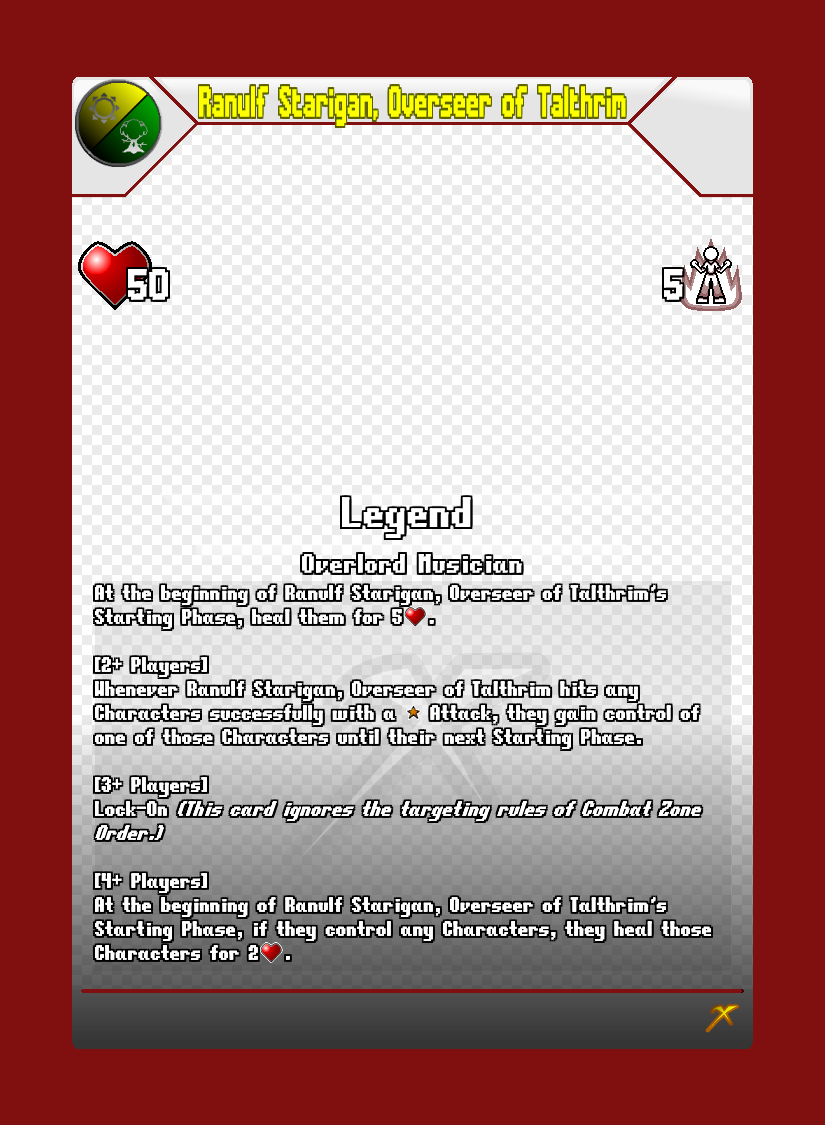 Ranulf Starigan, Overseer of Talthrim
50
5
Legend
Overlord Musician
At the beginning of Ranulf Starigan, Overseer of Talthrim's
Starting Phase, heal them for 5.
[2+ Players]
Whenever Ranulf Starigan, Overseer of Talthrim hits any
Characters successfully with a Attack, they gain control of
one of those Characters until their next Starting Phase.
[3+ Players]
Lock-On (This card ignores the targeting rules of Combat Zone
Order.)
[4+ Players]
At the beginning of Ranulf Starigan, Overseer of Talthrim's
Starting Phase, if they control any Characters, they heal those
Characters for 2.